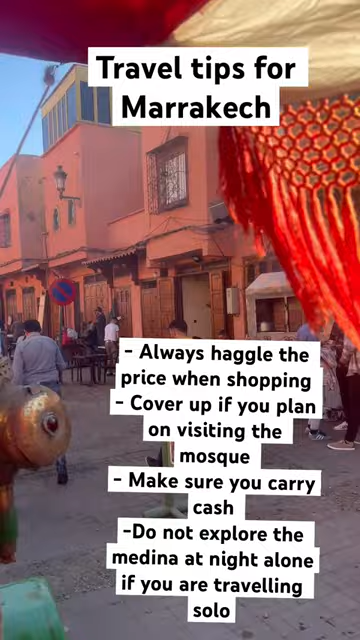 Travel tips for
Marrakech
- Always haggle the
price when shopping
- Cover up if you plan
on visiting the
mosque
- Make sure you carry
cash
-Do not explore the
medina at night alone
if you are travelling
solo